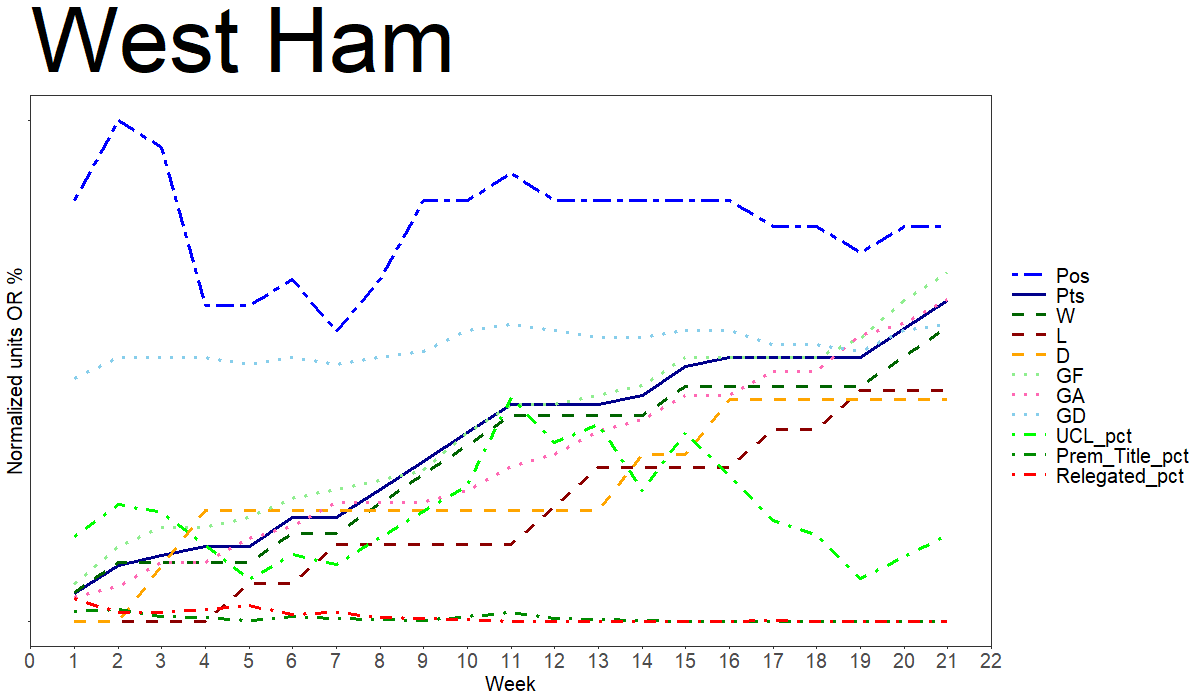 West Ham
Normalized units OR %
0 1 2 3 4 5 6 7 8 9 10 11 12 13 14 15 16 17 18 19 20 21 22
Week
Pos
Pts
W
L
D
GF
GA
GD
UCL_pct
Prem_Title_pct
Relegated_pct